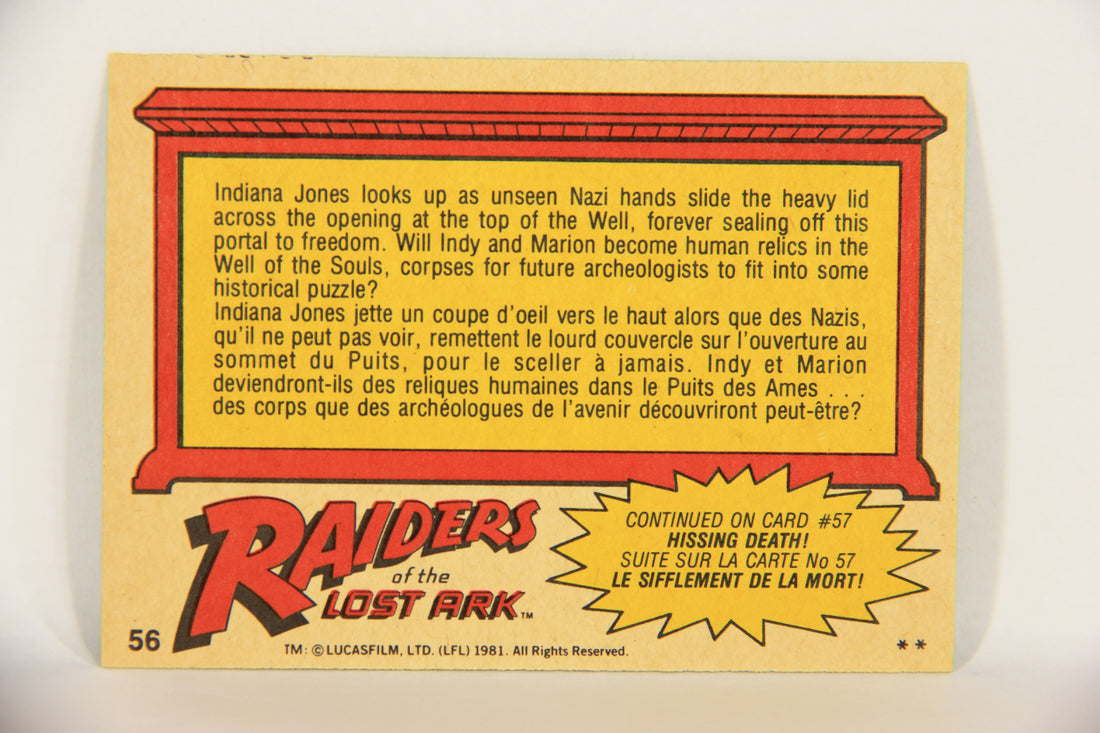 Indiana Jones looks up as unseen Nazi hands slide the heavy lid
across the opening at the top of the Well, forever sealing off this
portal to freedom. Will Indy and Marion become human relics in the
Well of the Souls, corpses for future archeologists to fit into some
historical puzzle?
Indiana Jones jette un coupe d'oeil vers le haut alors que des Nazis,
qu'il ne peut pas voir, remettent le lourd couvercle sur l'ouverture au
sommet du Puits, pour le sceller à jamais. Indy et Marion
deviendront-ils des reliques humaines dans le Puits des Ames . . .
des corps que des archéologues de l'avenir découvriront peut-être?
RAIDERS
of the
LOST ARK™
CONTINUED ON CARD #57
HISSING DEATH!
SUITE SUR LA CARTE No 57
LE SIFFLEMENT DE LA MORT!
56
TM: © LUCASFILM, LTD. (LFL) 1981. All Rights Reserved.
* *